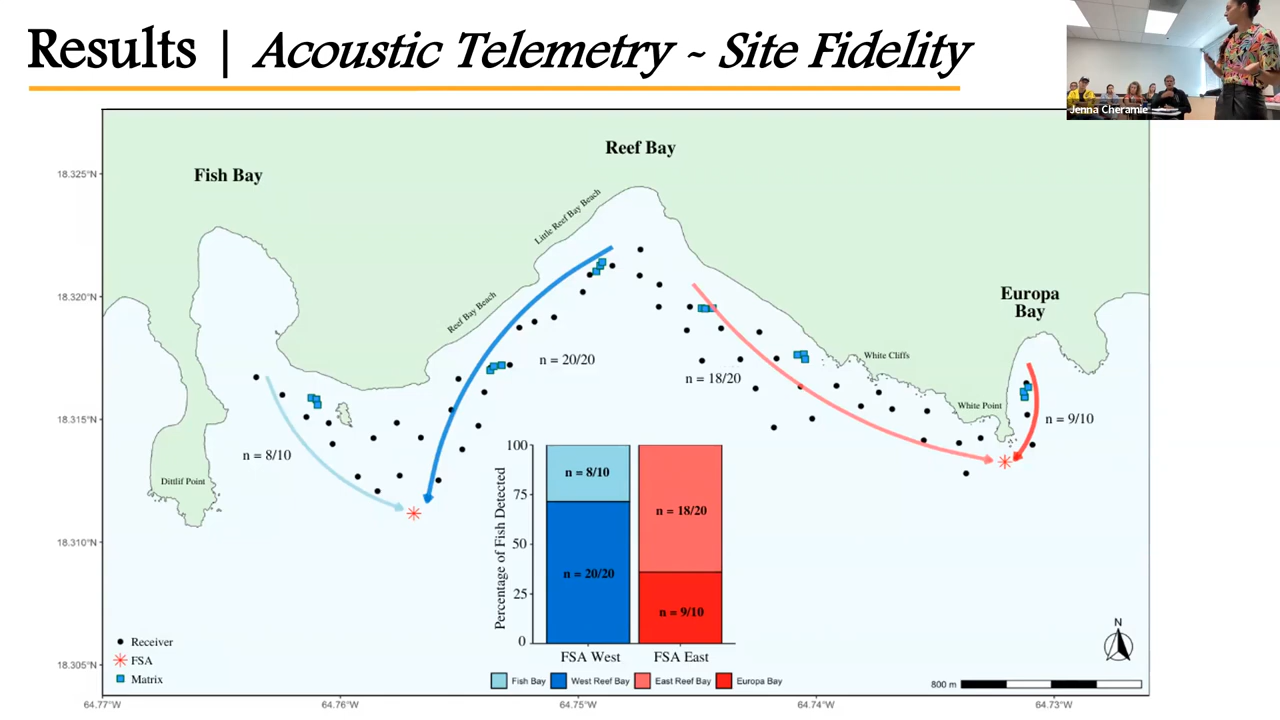 Results | Acoustic Telemetry ~ Site Fidelity
Jenna Cheramie
Reef Bay
Fish Bay
18.325°N
Little Reef Bay Beach
18.320°N
Europa
Bay
Reef Bay Beach
White Cliffs
n = 20/20
n = 18/20
White Point
18.315°N
n = 9/10
n = 8/10
Dittlif Point
18.310°N
Percentage of Fish Detected
100
75
50
25
0
n = 8/10
n = 20/20
n = 18/20
n = 9/10
FSA West
FSA East
Fish Bay
West Reef Bay
East Reef Bay
Europa Bay
Receiver
FSA
Matrix
18.305°N
N
800 m
64.77°W
64.76°W
64.75°W
64.74°W
64.73°W